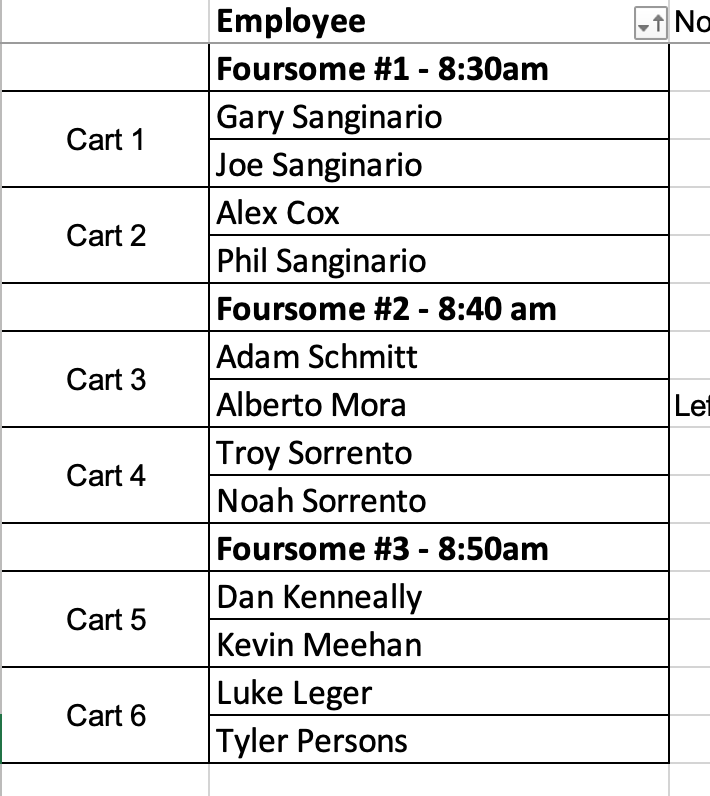 Employee No
Foursome #1 - 8:30am
Cart 1
Gary Sanginario
Joe Sanginario
Cart 2
Alex Cox
Phil Sanginario
Foursome #2 - 8:40 am
Cart 3
Adam Schmitt
Alberto Mora
Cart 4
Troy Sorrento
Noah Sorrento
Foursome #3 - 8:50am
Cart 5
Dan Kenneally
Kevin Meehan
Cart 6
Luke Leger
Tyler Persons